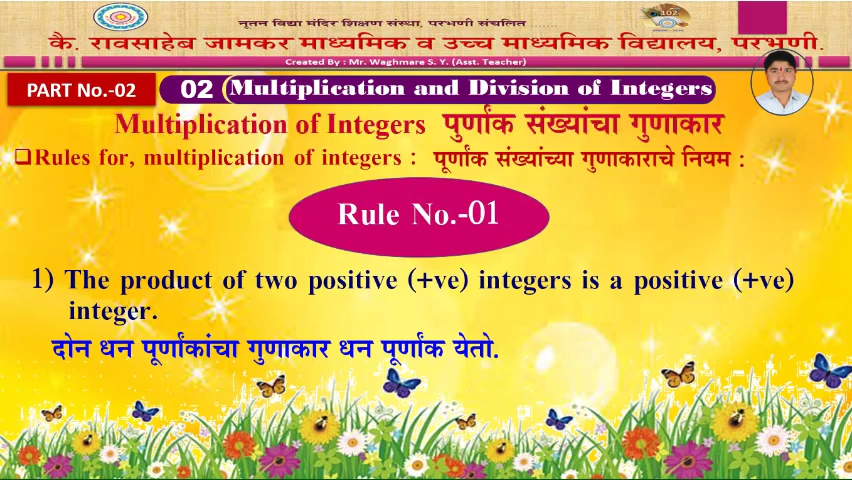 नूतन विद्या मंदिर शिक्षण संस्था, परभणी संचलित
102
कै. रावसाहेब जामकर माध्यमिक व उच्च माध्यमिक विद्यालय, परभणी.
Created By : Mr. Waghmare S. Y. (Asst. Teacher)
PART No.-02
02 (Multiplication and Division of Integers
Multiplication of Integers पुर्णांक संख्यांचा गुणाकार
❑Rules for, multiplication of integers : पूर्णांक संख्यांच्या गुणाकाराचे नियम :
Rule No.-01
1) The product of two positive (+ve) integers is a positive (+ve)
integer.
दोन धन पूर्णांकांचा गुणाकार धन पूर्णांक येतो.